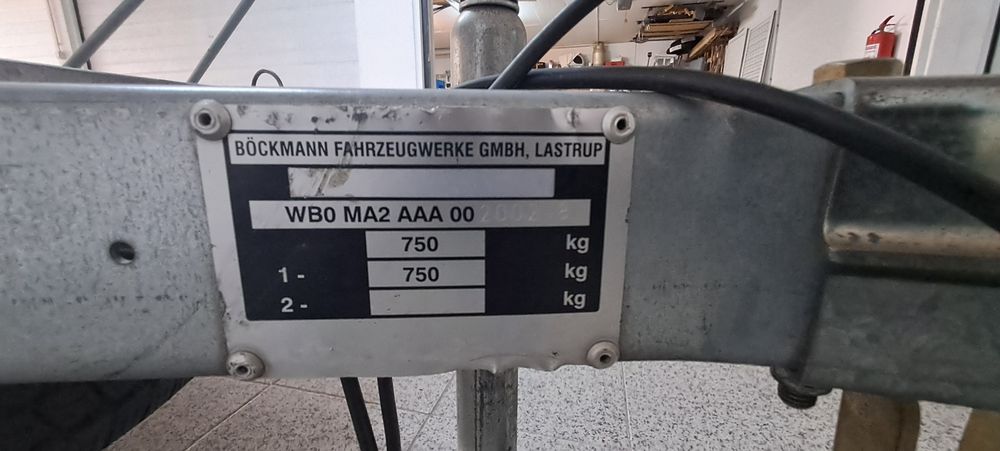 BÖCKMANN FAHRZEUGWERKE GMBH, LASTRUP
WB0 MA2 AAA 00
750 kg
1 - 750 kg
2 - kg